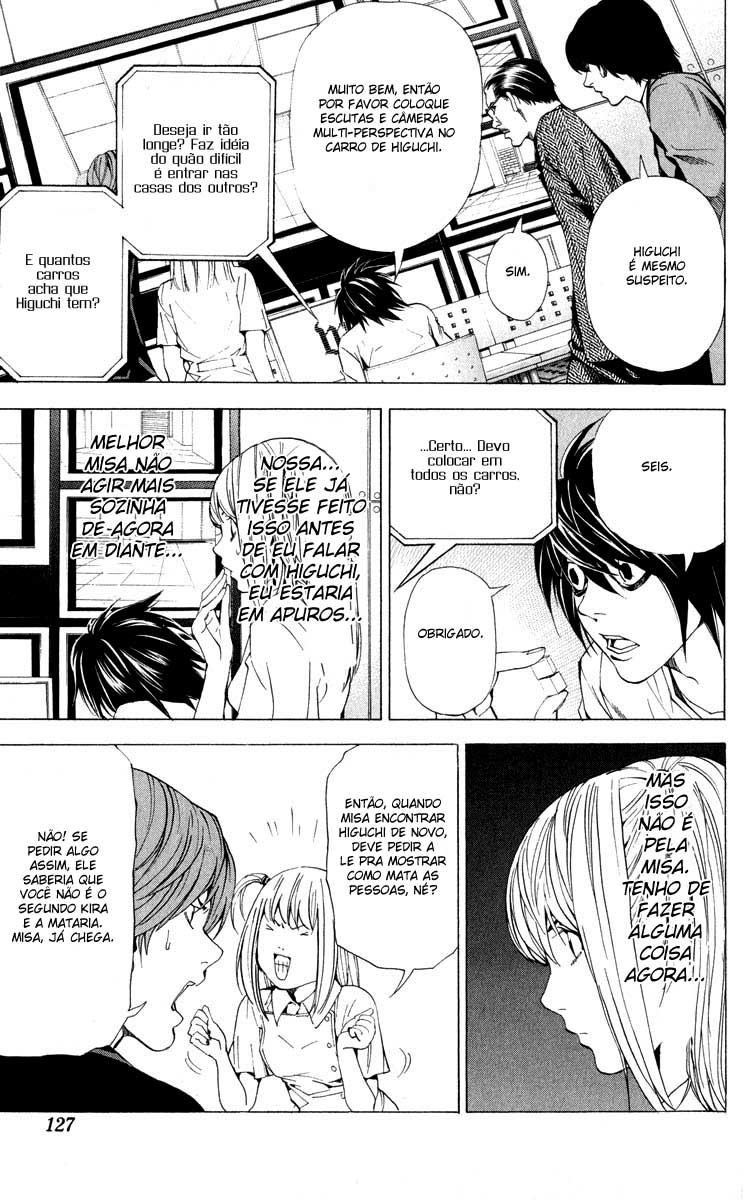 HIGUCHI
É MESMO
SUSPEITO.
SIM.
MUITO BEM, ENTÃO
POR FAVOR COLOQUE
ESCUTAS E CÂMERAS
MULTI-PERSPECTIVA NO
CARRO DE HIGUCHI.
Deseja ir tão
longe? Faz idéia
do quão difícil
é entrar nas
casas dos outros?
E quantos
carros
acha que
Higuchi tem?
SEIS.
...Certo... Devo
colocar em
todos os carros,
não?
OBRIGADO.
NOSSA...
SE ELE JÁ
TIVESSE FEITO
ISSO ANTES
DE EU FALAR
COM HIGUCHI,
EU ESTARIA
EM APUROS...
MELHOR
MISA NÃO
AGIR MAIS
SOZINHA
DE-AGORA
EM DIANTE...
MAS
ISSO
NÃO É
PELA
MISA.
TENHO DE
FAZER
ALGUMA
COISA
AGORA...
ENTÃO, QUANDO
MISA ENCONTRAR
HIGUCHI DE NOVO,
DEVE PEDIR A
LE PRA MOSTRAR
COMO MATA AS
PESSOAS, NÉ?
NÃO! SE
PEDIR ALGO
ASSIM, ELE
SABERIA QUE
VOCÊ NÃO É O
SEGUNDO KIRA
E A MATARIA.
MISA, JÁ CHEGA.
127